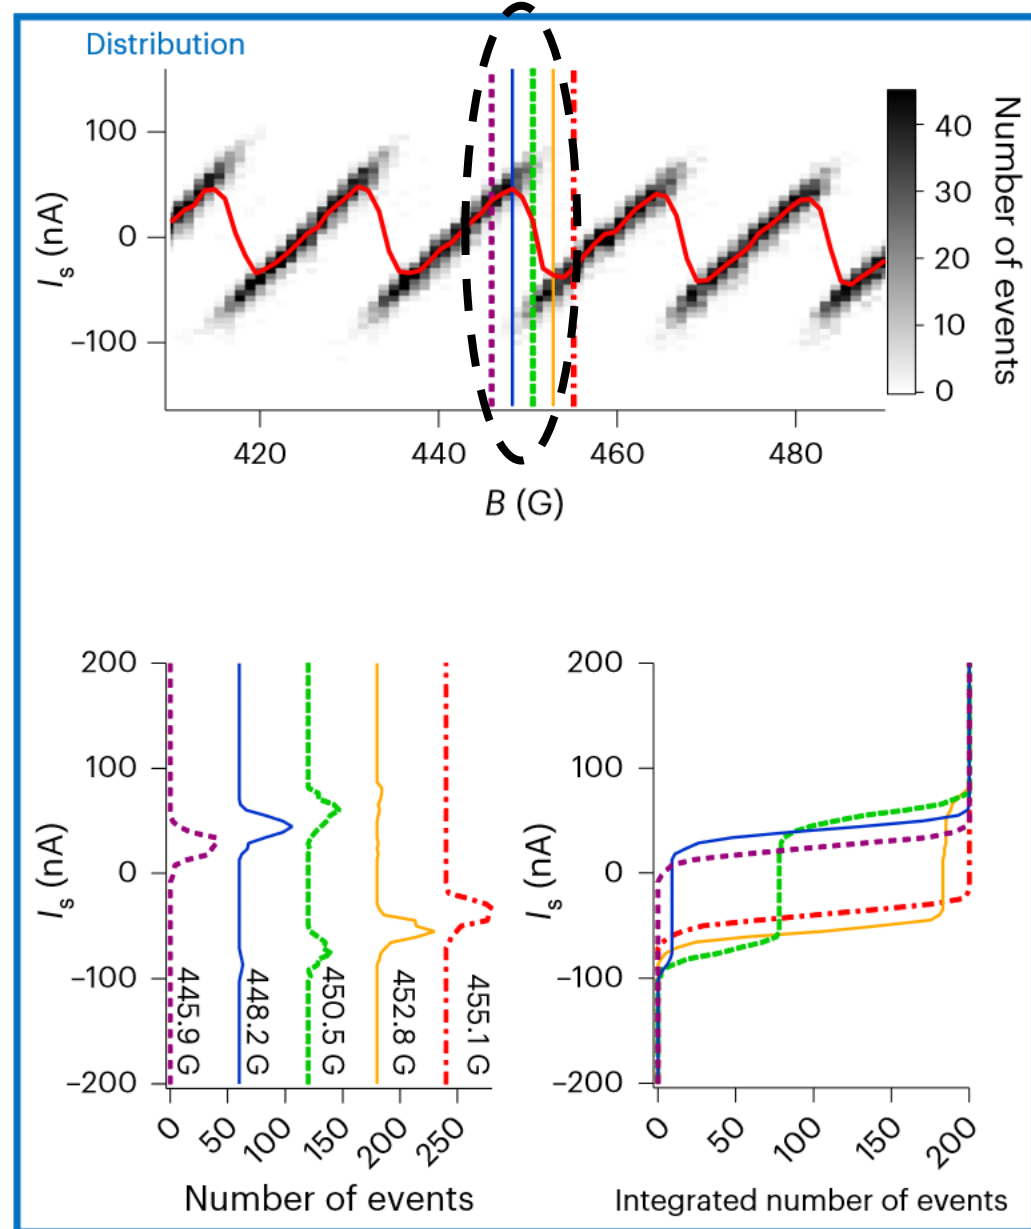 Distribution
100
0
−100
I_s (nA)
420 440 460 480
B (G)
40
30
20
10
0
Number of events
200
100
0
−100
−200
I_s (nA)
445.9 G
448.2 G
450.5 G
452.8 G
455.1 G
0 50 100 150 200 250
Number of events
200
100
0
−100
−200
I_s (nA)
0 50 100 150 200
Integrated number of events